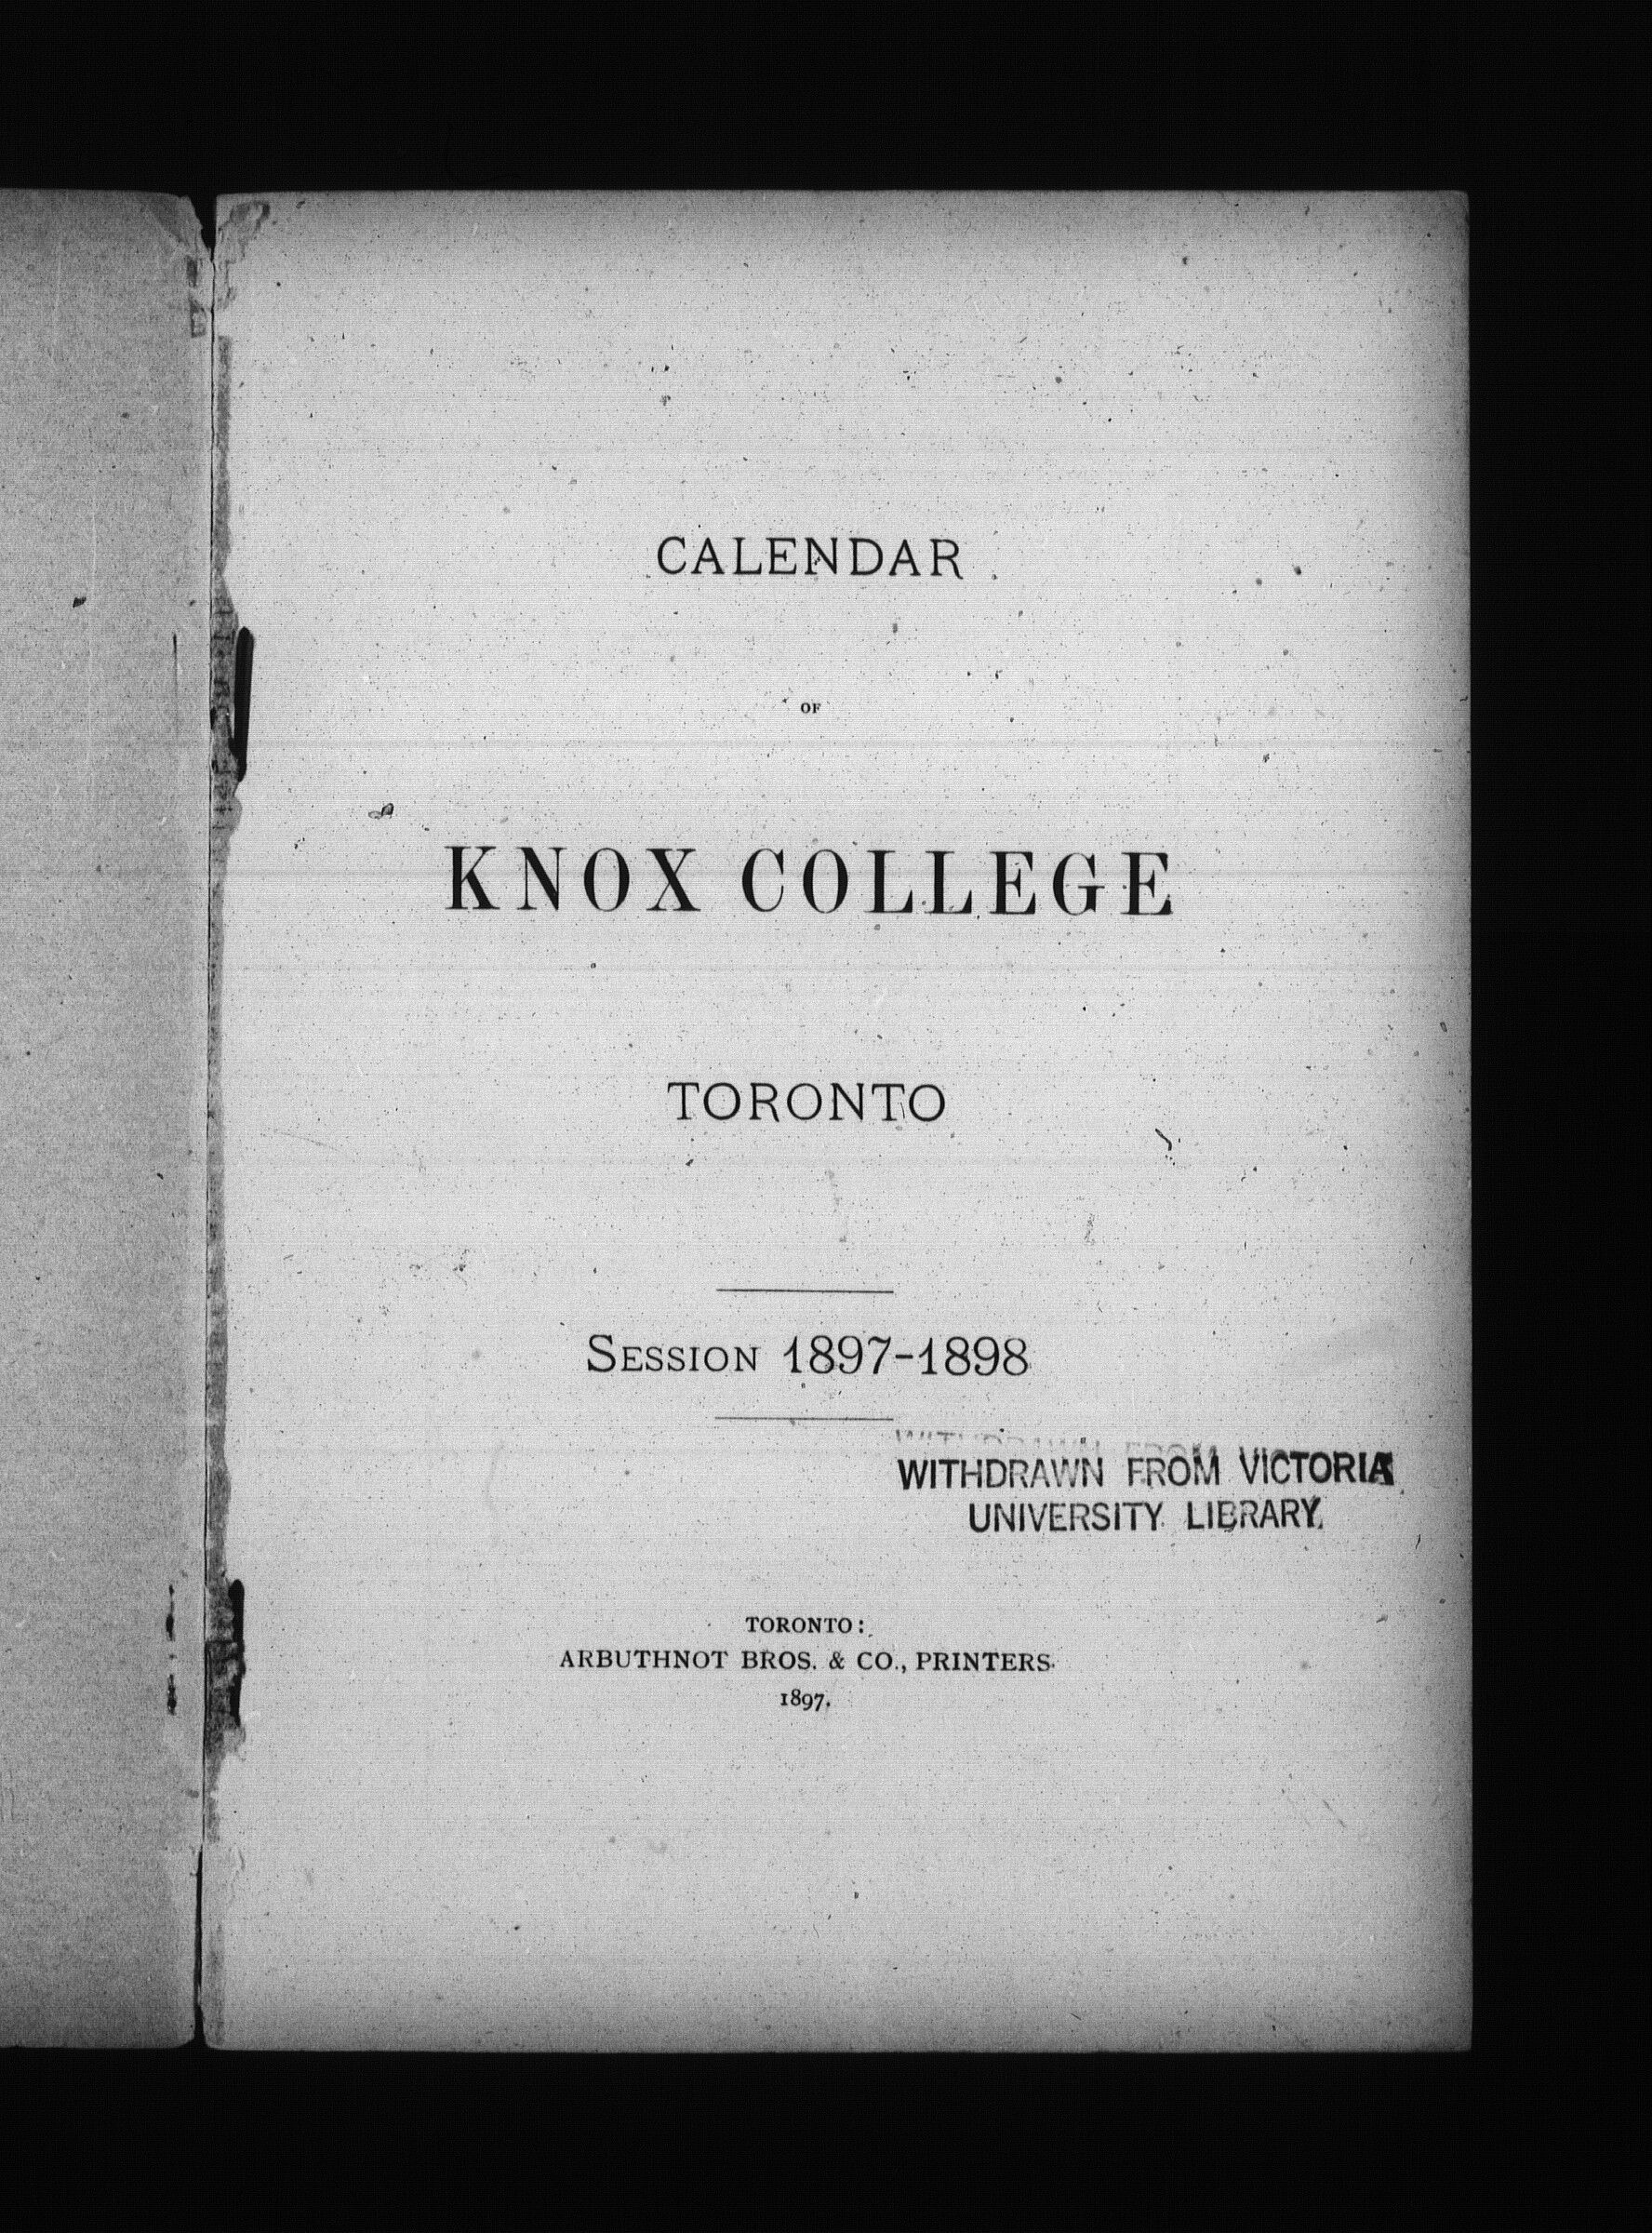 CALENDAR
OF
KNOX COLLEGE
TORONTO
SESSION 1897-1898
WITHDRAWN FROM VICTORIA
UNIVERSITY LIBRARY.
TORONTO:
ARBUTHNOT BROS. & CO., PRINTERS.
1897.